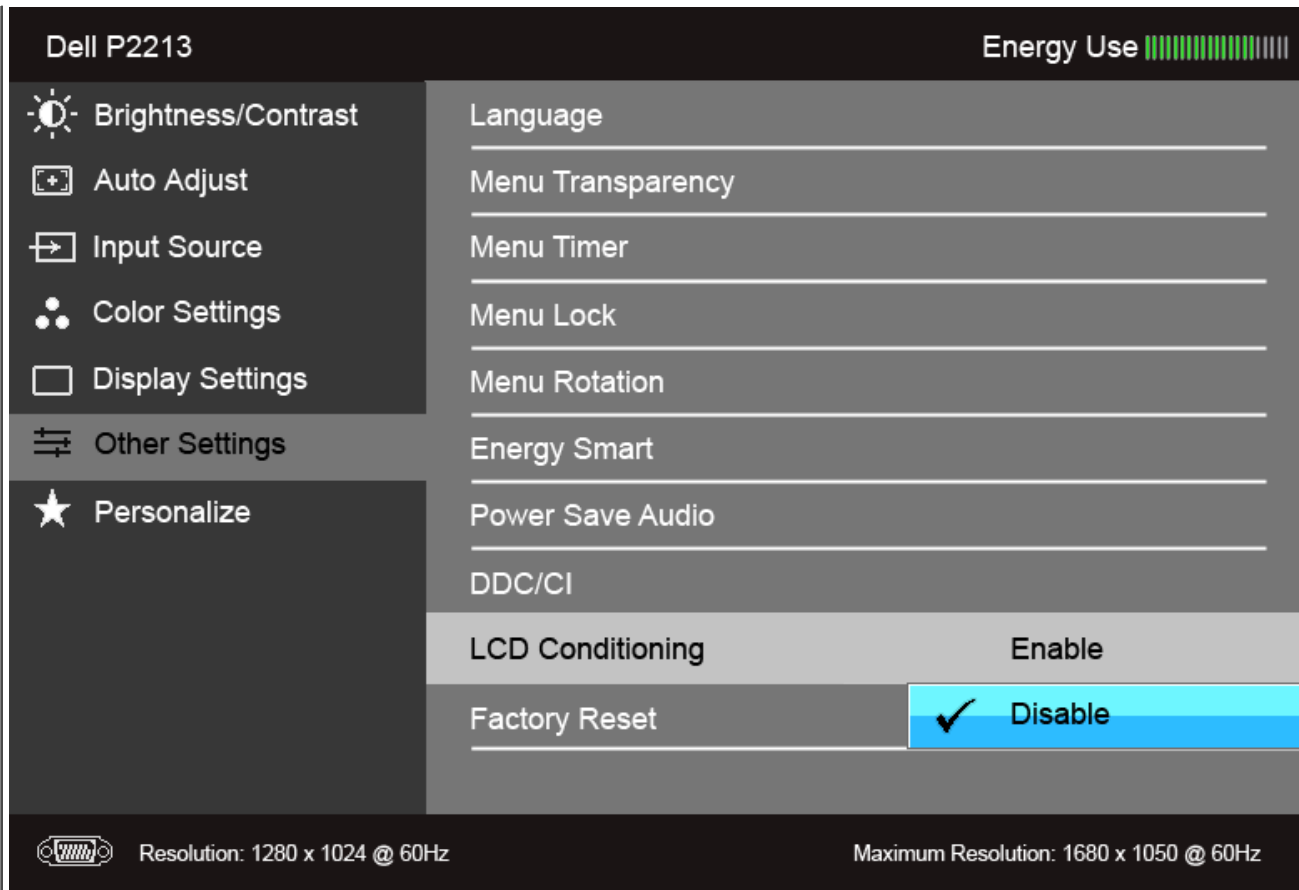 Dell P2213
Energy Use
Brightness/Contrast
Auto Adjust
Input Source
Color Settings
Display Settings
Other Settings
Personalize
Language
Menu Transparency
Menu Timer
Menu Lock
Menu Rotation
Energy Smart
Power Save Audio
DDC/CI
LCD Conditioning
Enable
Factory Reset
Disable
Resolution: 1280 x 1024 @ 60Hz
Maximum Resolution: 1680 x 1050 @ 60Hz